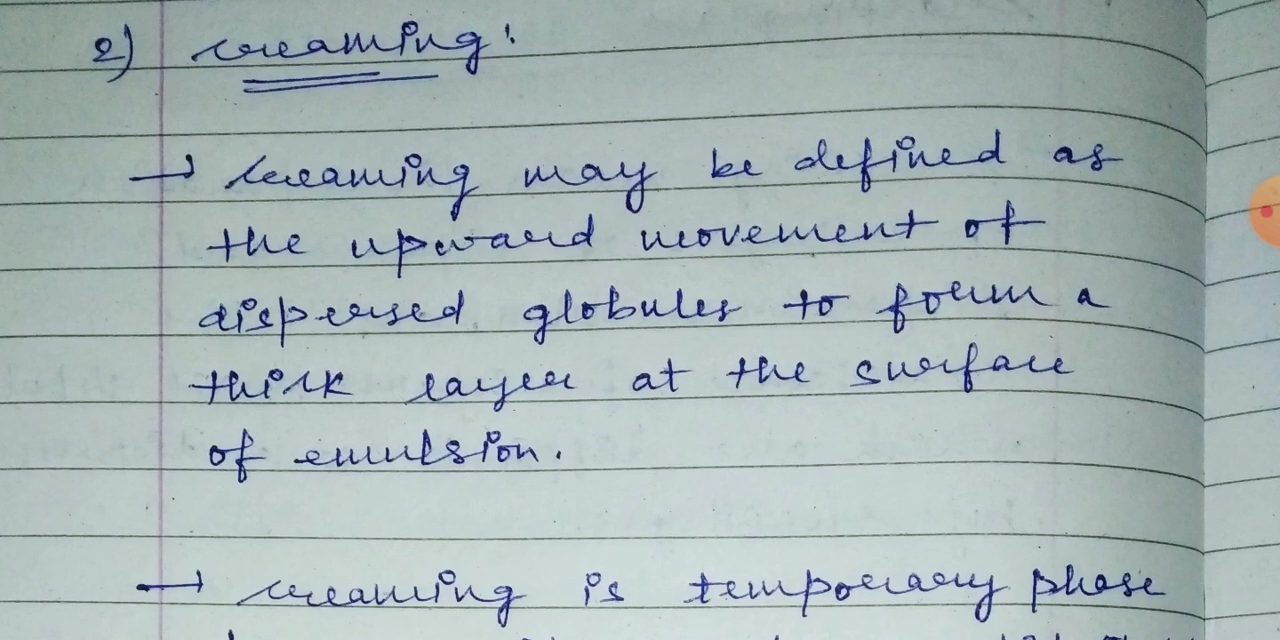 2) creaming:
→ creaming may be defined as
the upward movement of
dispersed globules to form a
thick layer at the surface
of emulsion.
→ creaming is temporary phase